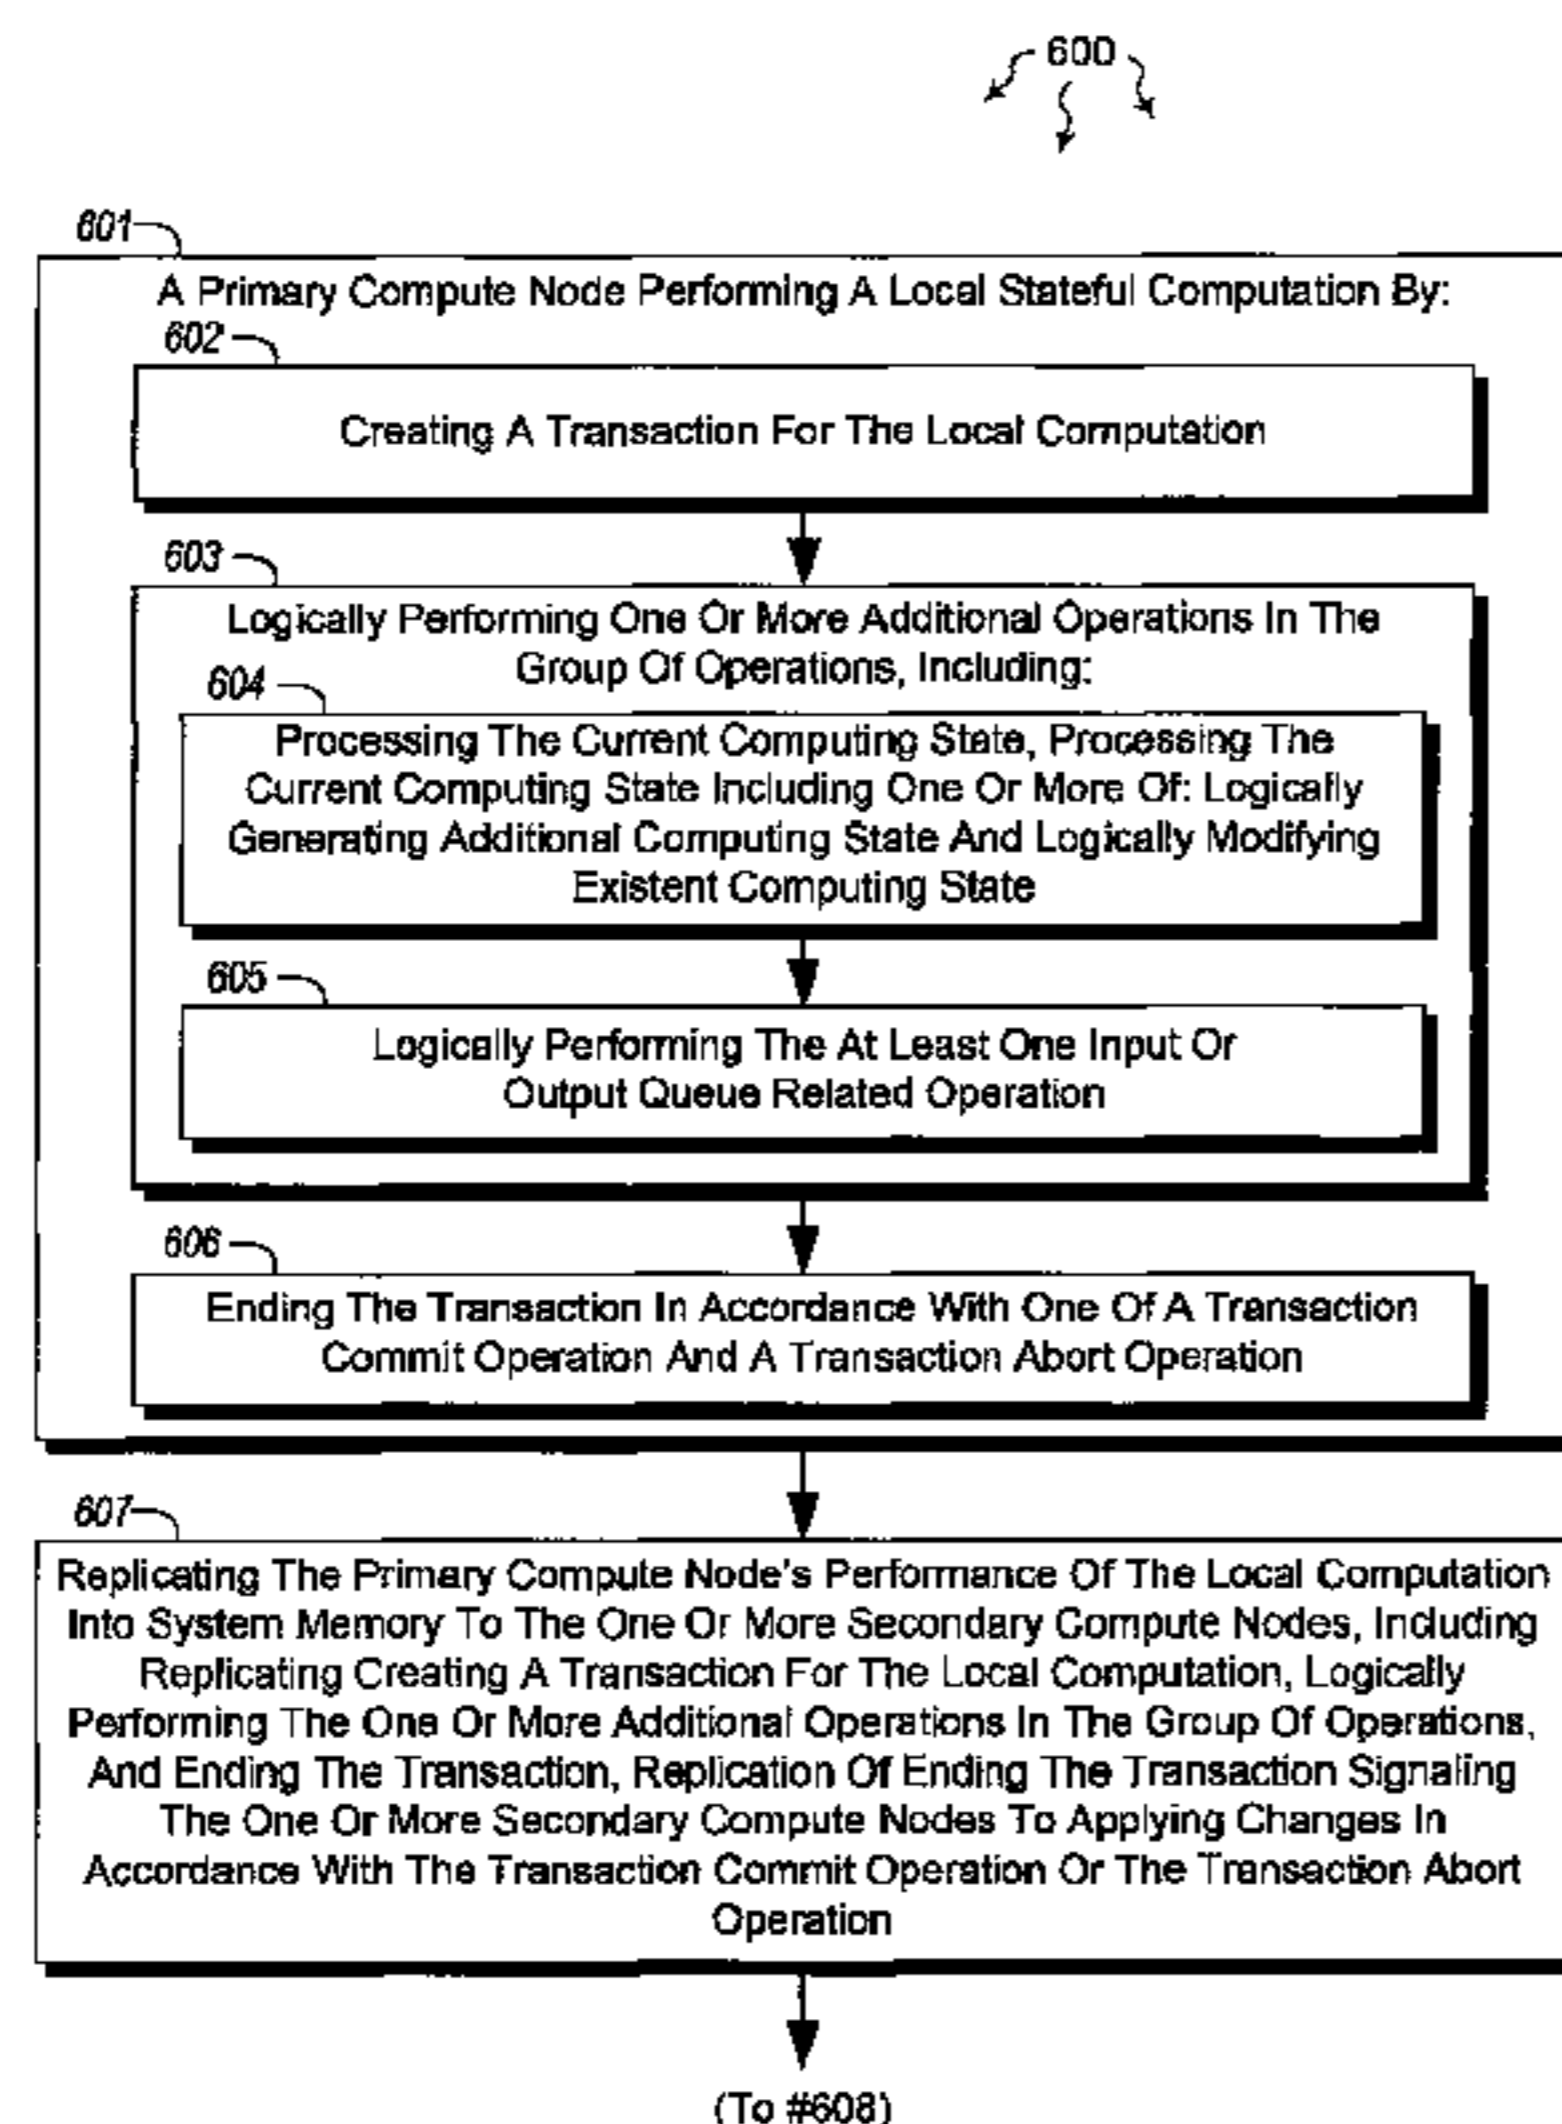 600
601
A Primary Compute Node Performing A Local Stateful Computation By:
602
Creating A Transaction For The Local Computation
603
Logically Performing One Or More Additional Operations In The
Group Of Operations, Including:
604
Processing The Current Computing State, Processing The
Current Computing State Including One Or More Of: Logically
Generating Additional Computing State And Logically Modifying
Existent Computing State
605
Logically Performing The At Least One Input Or
Output Queue Related Operation
606
Ending The Transaction In Accordance With One Of A Transaction
Commit Operation And A Transaction Abort Operation
607
Replicating The Primary Compute Node's Performance Of The Local Computation
Into System Memory To The One Or More Secondary Compute Nodes, Including
Replicating Creating A Transaction For The Local Computation, Logically
Performing The One Or More Additional Operations In The Group Of Operations,
And Ending The Transaction, Replication Of Ending The Transaction Signaling
The One Or More Secondary Compute Nodes To Applying Changes In
Accordance With The Transaction Commit Operation Or The Transaction Abort
Operation
(To #608)